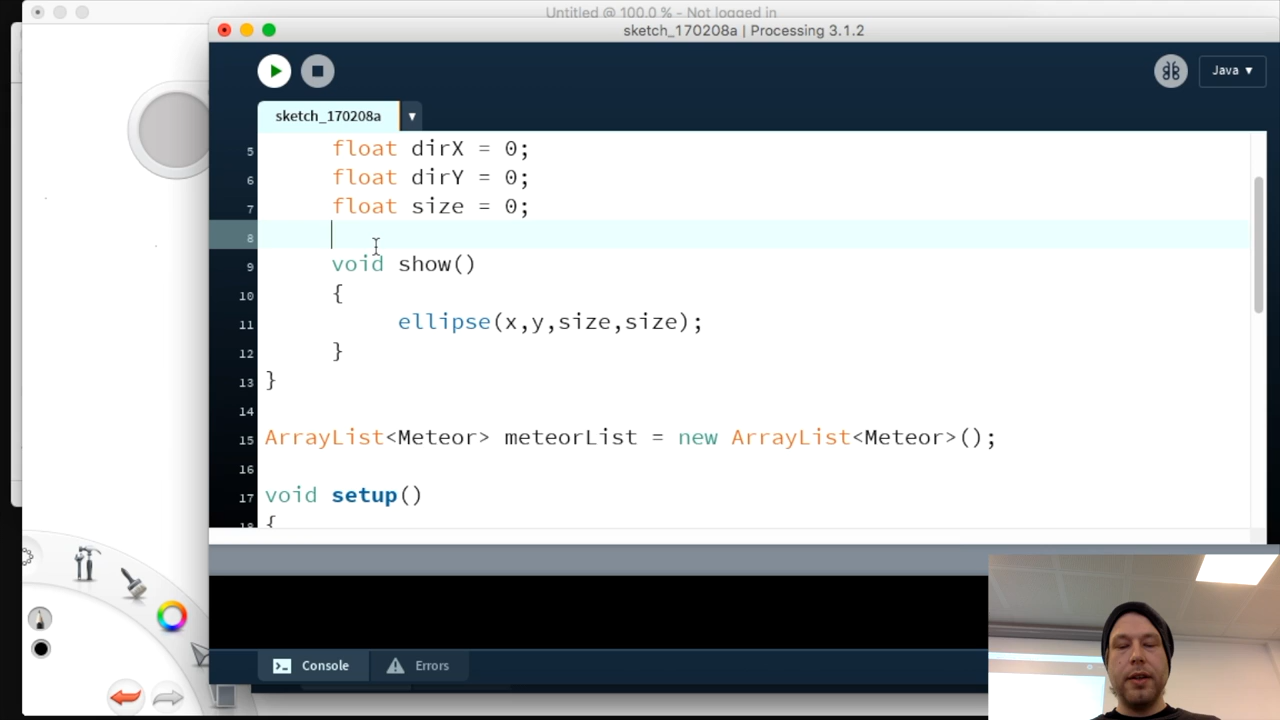 Untitled @ 100.0 % - Not logged in
sketch_170208a | Processing 3.1.2
Java ▾
sketch_170208a ▾
5 float dirX = 0;
6 float dirY = 0;
7 float size = 0;
8
9 void show()
10 {
11 ellipse(x,y,size,size);
12 }
13 }
14
15 ArrayList<Meteor> meteorList = new ArrayList<Meteor>();
16
17 void setup()
18 {
Console Errors